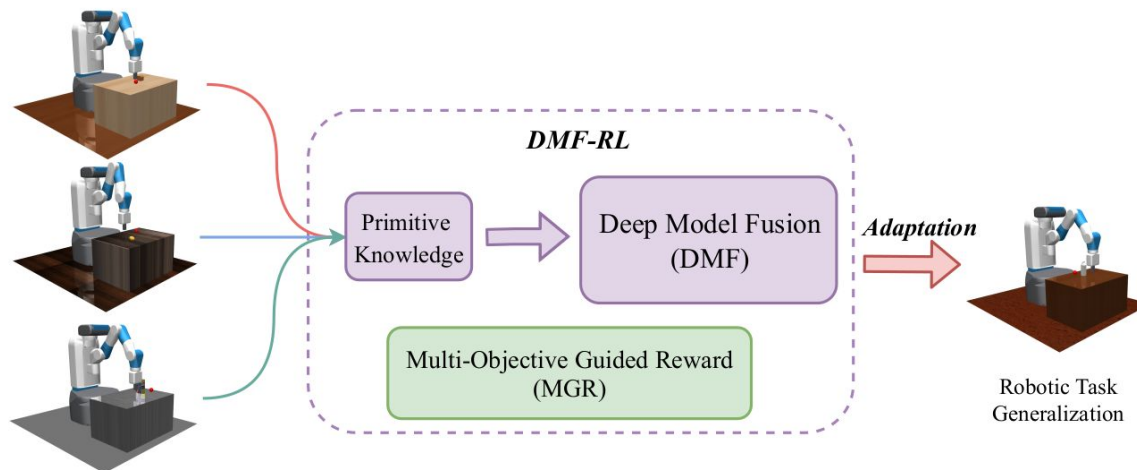 DMF-RL
Primitive
Knowledge
Deep Model Fusion
(DMF)
Multi-Objective Guided Reward
(MGR)
Adaptation
Robotic Task
Generalization